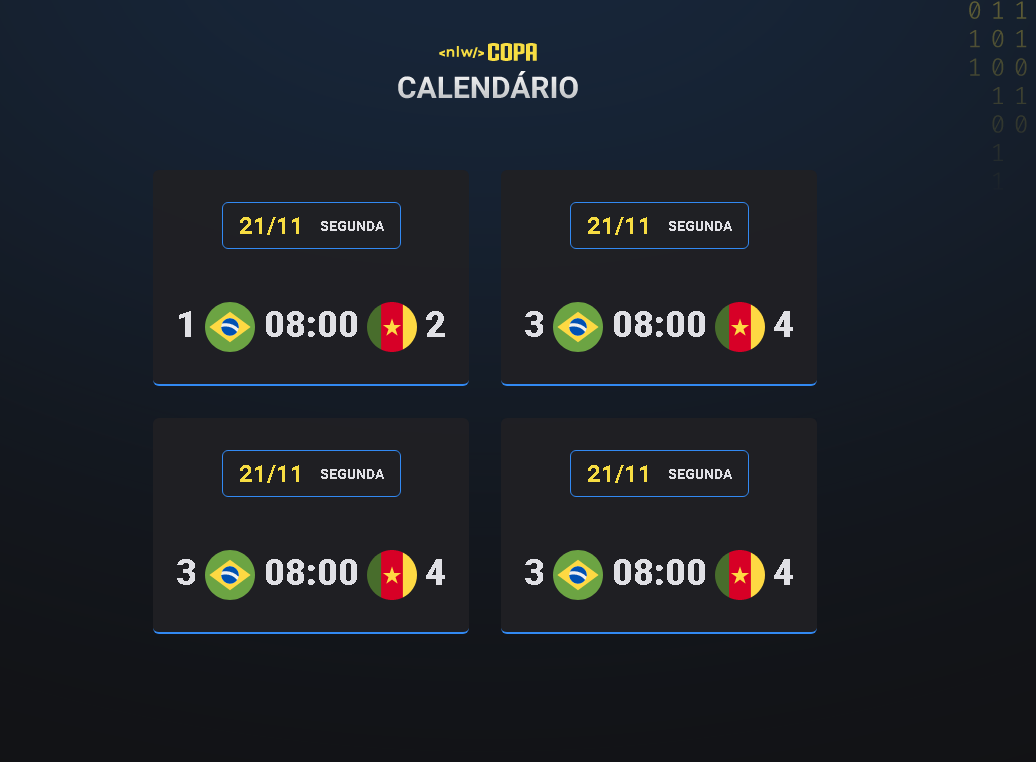 0 1 1
1 0 1
1 0 0
1 1
0 0
1
1
<nlw/> COPA
CALENDÁRIO
21/11 SEGUNDA
1 08:00 2
21/11 SEGUNDA
3 08:00 4
21/11 SEGUNDA
3 08:00 4
21/11 SEGUNDA
3 08:00 4